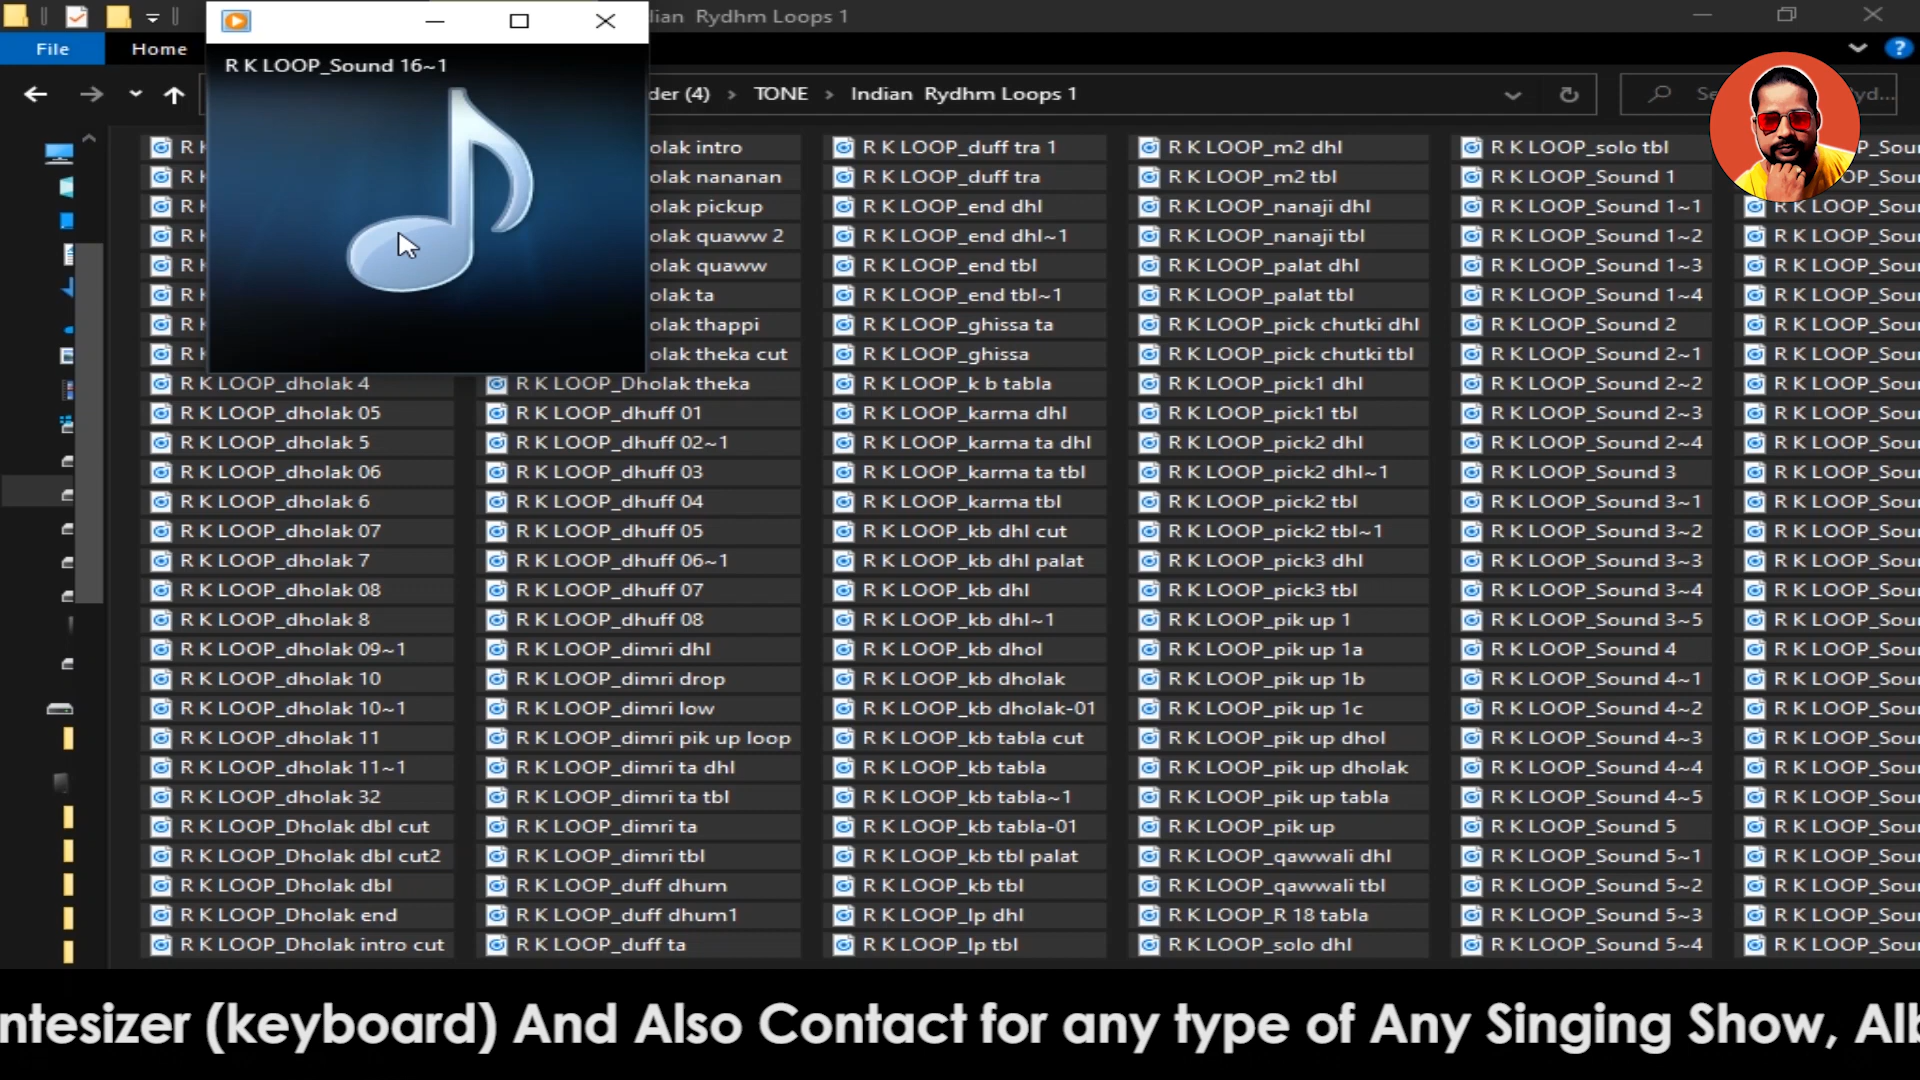 Indian Rydhm Loops 1
File
Home
R K LOOP_Sound 16~1
TONE
Indian Rydhm Loops 1
olak intro
olak nananan
olak pickup
olak quaww 2
olak quaww
olak ta
olak thappi
olak theka cut
R K LOOP_dholak 4
R K LOOP_dholak 05
R K LOOP_dholak 5
R K LOOP_dholak 06
R K LOOP_dholak 6
R K LOOP_dholak 07
R K LOOP_dholak 7
R K LOOP_dholak 08
R K LOOP_dholak 8
R K LOOP_dholak 09~1
R K LOOP_dholak 10
R K LOOP_dholak 10~1
R K LOOP_dholak 11
R K LOOP_dholak 11~1
R K LOOP_dholak 32
R K LOOP_Dholak dbl cut
R K LOOP_Dholak dbl cut2
R K LOOP_Dholak dbl
R K LOOP_Dholak end
R K LOOP_Dholak intro cut
R K LOOP_Dholak theka
R K LOOP_dhuff 01
R K LOOP_dhuff 02~1
R K LOOP_dhuff 03
R K LOOP_dhuff 04
R K LOOP_dhuff 05
R K LOOP_dhuff 06~1
R K LOOP_dhuff 07
R K LOOP_dhuff 08
R K LOOP_dimri dhl
R K LOOP_dimri drop
R K LOOP_dimri low
R K LOOP_dimri pik up loop
R K LOOP_dimri ta dhl
R K LOOP_dimri ta tbl
R K LOOP_dimri ta
R K LOOP_dimri tbl
R K LOOP_duff dhum
R K LOOP_duff dhum1
R K LOOP_duff ta
R K LOOP_duff tra 1
R K LOOP_duff tra
R K LOOP_end dhl
R K LOOP_end dhl~1
R K LOOP_end tbl
R K LOOP_end tbl~1
R K LOOP_ghissa ta
R K LOOP_ghissa
R K LOOP_k b tabla
R K LOOP_karma dhl
R K LOOP_karma ta dhl
R K LOOP_karma ta tbl
R K LOOP_karma tbl
R K LOOP_kb dhl cut
R K LOOP_kb dhl palat
R K LOOP_kb dhl
R K LOOP_kb dhl~1
R K LOOP_kb dhol
R K LOOP_kb dholak
R K LOOP_kb dholak-01
R K LOOP_kb tabla cut
R K LOOP_kb tabla
R K LOOP_kb tabla~1
R K LOOP_kb tabla-01
R K LOOP_kb tbl palat
R K LOOP_kb tbl
R K LOOP_lp dhl
R K LOOP_lp tbl
R K LOOP_m2 dhl
R K LOOP_m2 tbl
R K LOOP_nanaji dhl
R K LOOP_nanaji tbl
R K LOOP_palat dhl
R K LOOP_palat tbl
R K LOOP_pick chutki dhl
R K LOOP_pick chutki tbl
R K LOOP_pick1 dhl
R K LOOP_pick1 tbl
R K LOOP_pick2 dhl
R K LOOP_pick2 dhl~1
R K LOOP_pick2 tbl
R K LOOP_pick2 tbl~1
R K LOOP_pick3 dhl
R K LOOP_pick3 tbl
R K LOOP_pik up 1
R K LOOP_pik up 1a
R K LOOP_pik up 1b
R K LOOP_pik up 1c
R K LOOP_pik up dhol
R K LOOP_pik up dholak
R K LOOP_pik up tabla
R K LOOP_pik up
R K LOOP_qawwali dhl
R K LOOP_qawwali tbl
R K LOOP_R 18 tabla
R K LOOP_solo dhl
R K LOOP_solo tbl
R K LOOP_Sound 1
R K LOOP_Sound 1~1
R K LOOP_Sound 1~2
R K LOOP_Sound 1~3
R K LOOP_Sound 1~4
R K LOOP_Sound 2
R K LOOP_Sound 2~1
R K LOOP_Sound 2~2
R K LOOP_Sound 2~3
R K LOOP_Sound 2~4
R K LOOP_Sound 3
R K LOOP_Sound 3~1
R K LOOP_Sound 3~2
R K LOOP_Sound 3~3
R K LOOP_Sound 3~4
R K LOOP_Sound 3~5
R K LOOP_Sound 4
R K LOOP_Sound 4~1
R K LOOP_Sound 4~2
R K LOOP_Sound 4~3
R K LOOP_Sound 4~4
R K LOOP_Sound 4~5
R K LOOP_Sound 5
R K LOOP_Sound 5~1
R K LOOP_Sound 5~2
R K LOOP_Sound 5~3
R K LOOP_Sound 5~4
ntesizer (keyboard) And Also Contact for any type of Any Singing Show, Alb